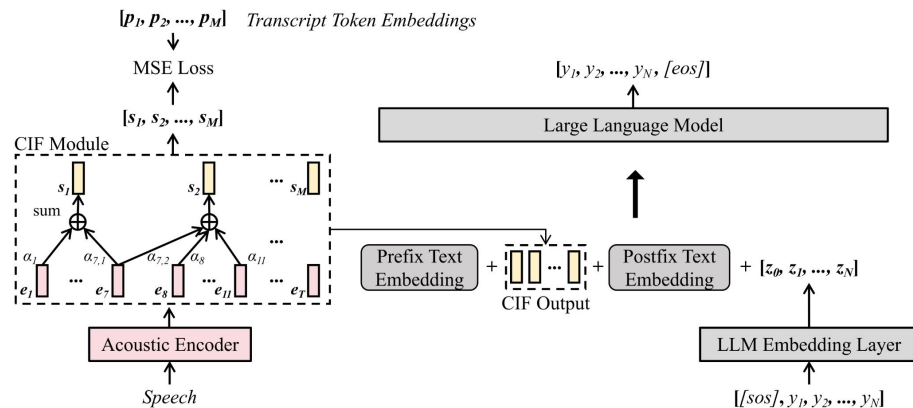 [p1, p2, ..., pM] Transcript Token Embeddings
MSE Loss
[s1, s2, ..., sM]
CIF Module
s1 s2 ... sM
sum
...
α1 α7,1 α7,2 α8 α11
e1 ... e7 e8 ... e11 ... eT
Acoustic Encoder
Speech
[y1, y2, ..., yN, [eos]]
Large Language Model
Prefix Text
Embedding
+
...
CIF Output
+
Postfix Text
Embedding
+ [z0, z1, ..., zN]
LLM Embedding Layer
[[sos], y1, y2, ..., yN]